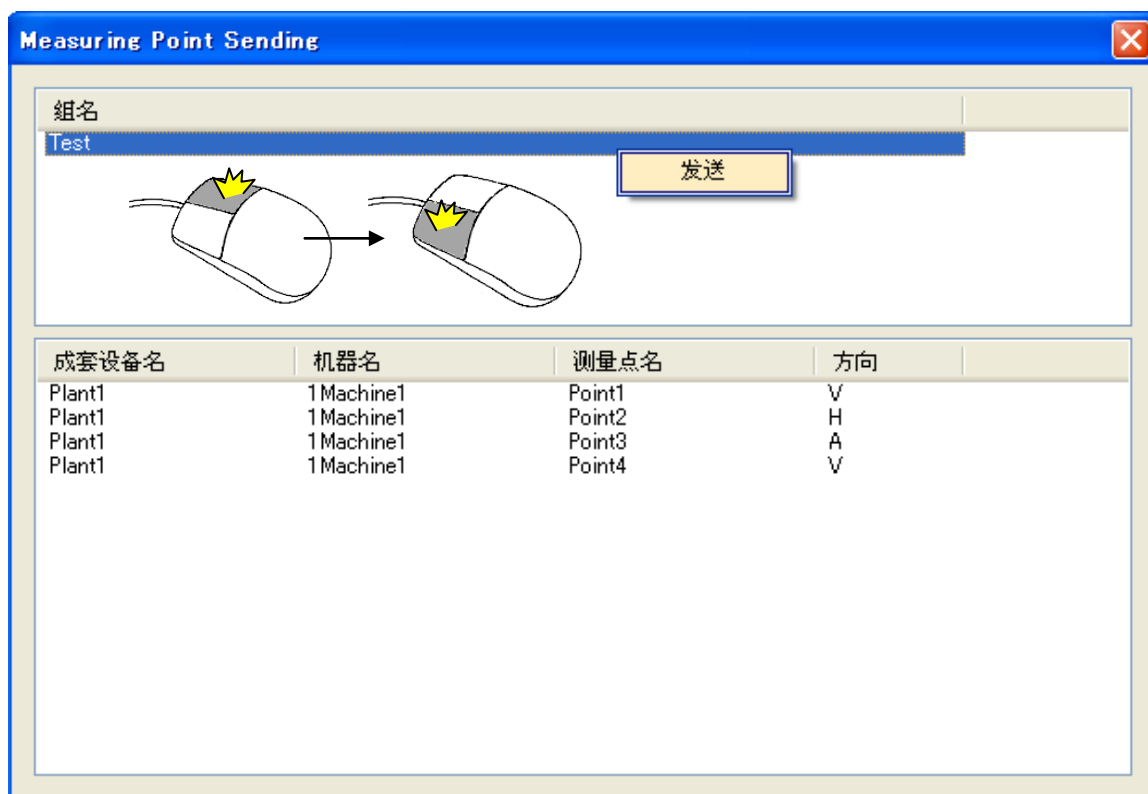 Measuring Point Sending
组名
Test
发送
成套设备名 机器名 测量点名 方向
Plant1 1Machine1 Point1 V
Plant1 1Machine1 Point2 H
Plant1 1Machine1 Point3 A
Plant1 1Machine1 Point4 V